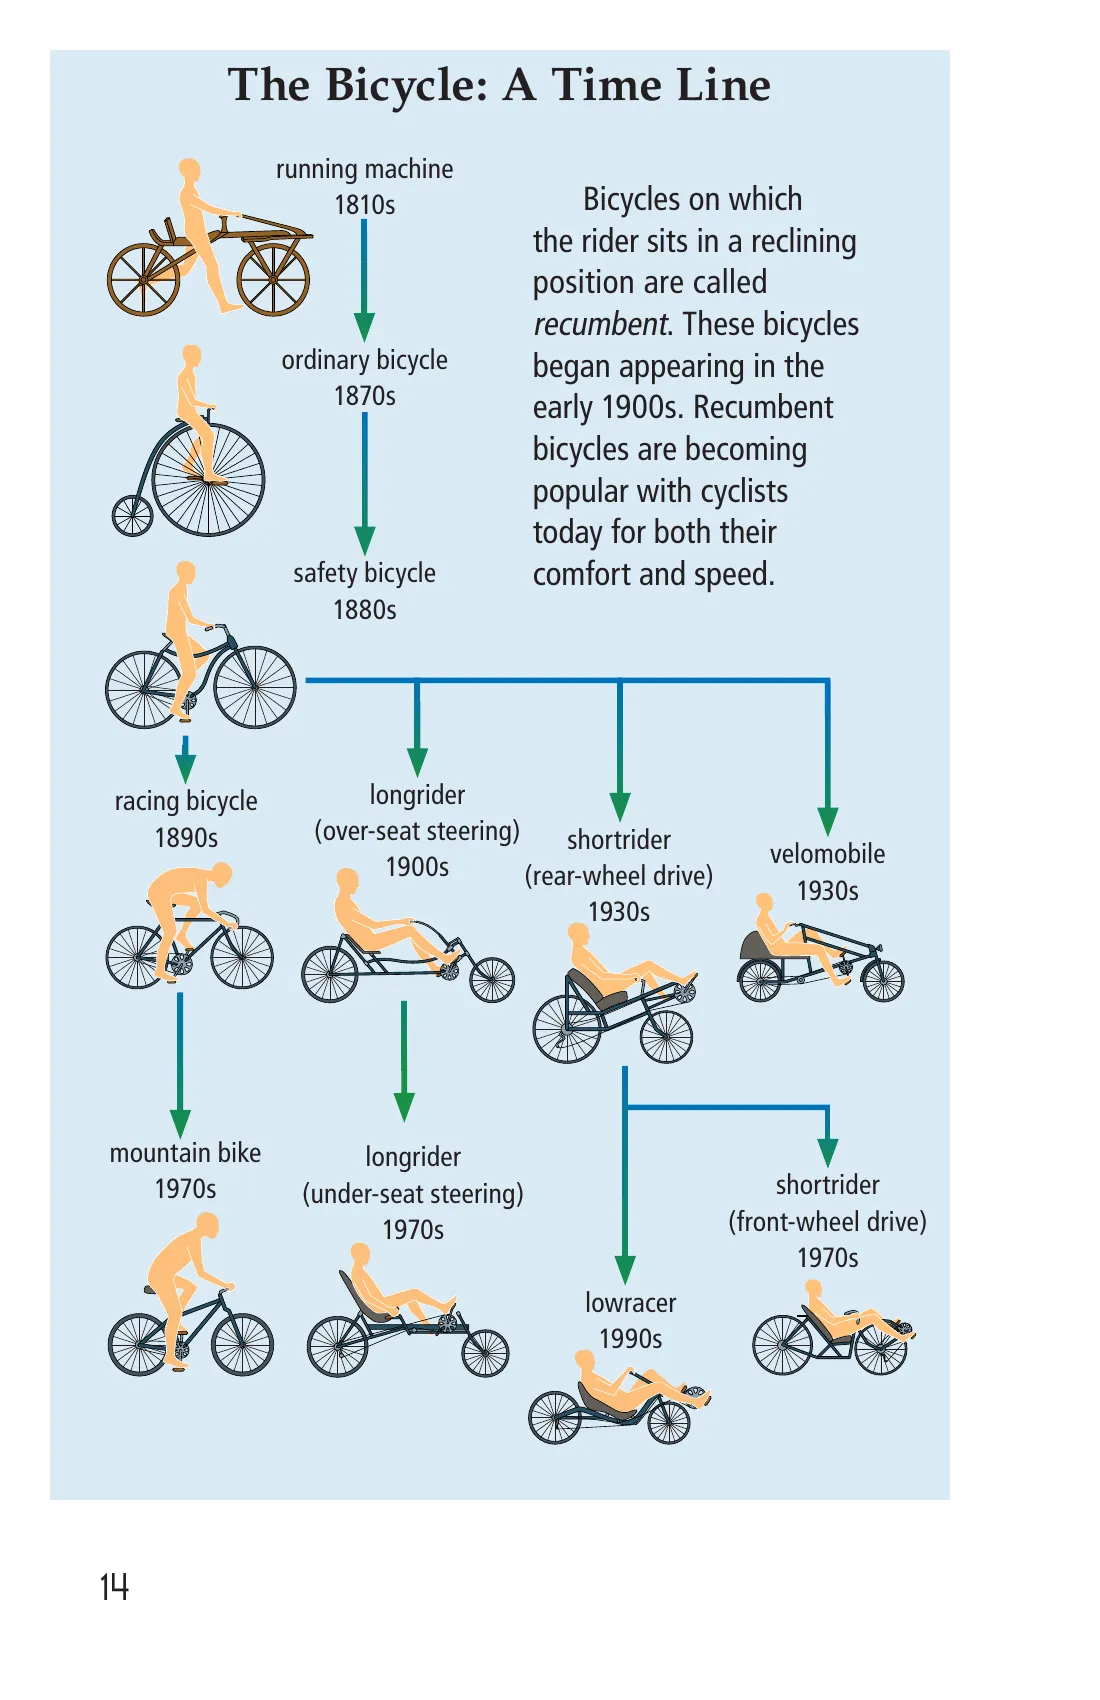 The Bicycle: A Time Line
running machine
1810s
Bicycles on which
the rider sits in a reclining
position are called
recumbent. These bicycles
began appearing in the
early 1900s. Recumbent
bicycles are becoming
popular with cyclists
today for both their
comfort and speed.
ordinary bicycle
1870s
safety bicycle
1880s
racing bicycle
1890s
longrider
(over-seat steering)
1900s
shortrider
(rear-wheel drive)
1930s
velomobile
1930s
mountain bike
1970s
longrider
(under-seat steering)
1970s
lowracer
1990s
shortrider
(front-wheel drive)
1970s
14